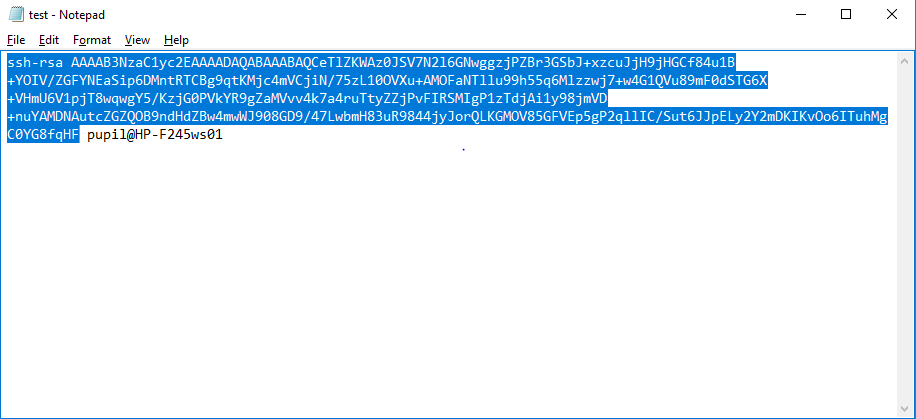 test - Notepad
File Edit Format View Help
ssh-rsa AAAAB3NzaC1yc2EAAAADAQABAAABAQCeTlZKWAz0JSV7N2l6GNwggzjPZBr3GSbJ+xzcuJjH9jHGCf84u1B
+YOIV/ZGFYNEaSip6DMntRTCBg9qtKMjc4mVCjiN/75zL10OVXu+AMOFaNTllu99h55q6Mlzzwj7+w4G1QVu89mF0dSTG6X
+VHmU6V1pjT8wqwgY5/KzjG0PVkYR9gZaMVvv4k7a4ruTtyZZjPvFIRSMIgP1zTdjAi1y98jmVD
+nuYAMDNAutcZGZQOB9ndHdZBw4mwWJ908GD9/47LwbmH83uR9844jyJorQLKGMOV85GFVEp5gP2qllIC/Sut6JJpELy2Y2mDKIKvOo6ITuhMg
C0YG8fqHF pupil@HP-F245ws01